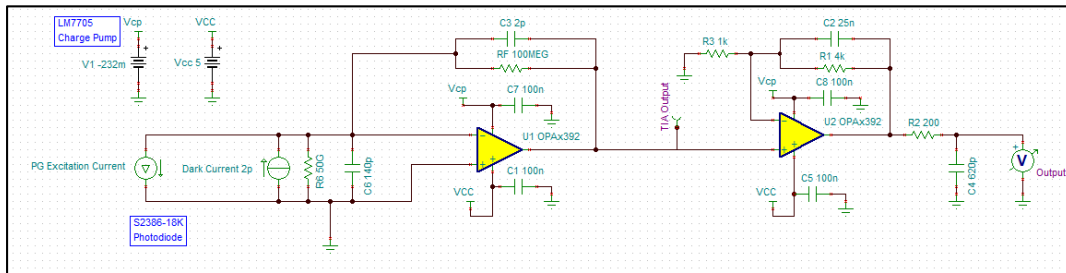 LM7705
Charge Pump
Vcp
V1 -232m
VCC
Vcc 5
PG Excitation Current
S2386-18K
Photodiode
Dark Current 2p
R6 50G
C6 140p
C3 2p
RF 100MEG
Vcp
C7 100n
U1 OPAx392
C1 100n
VCC
TIA Output
R3 1k
C2 25n
R1 4k
Vcp
C8 100n
U2 OPAx392
VCC
C5 100n
R2 200
C4 620p
V
Output